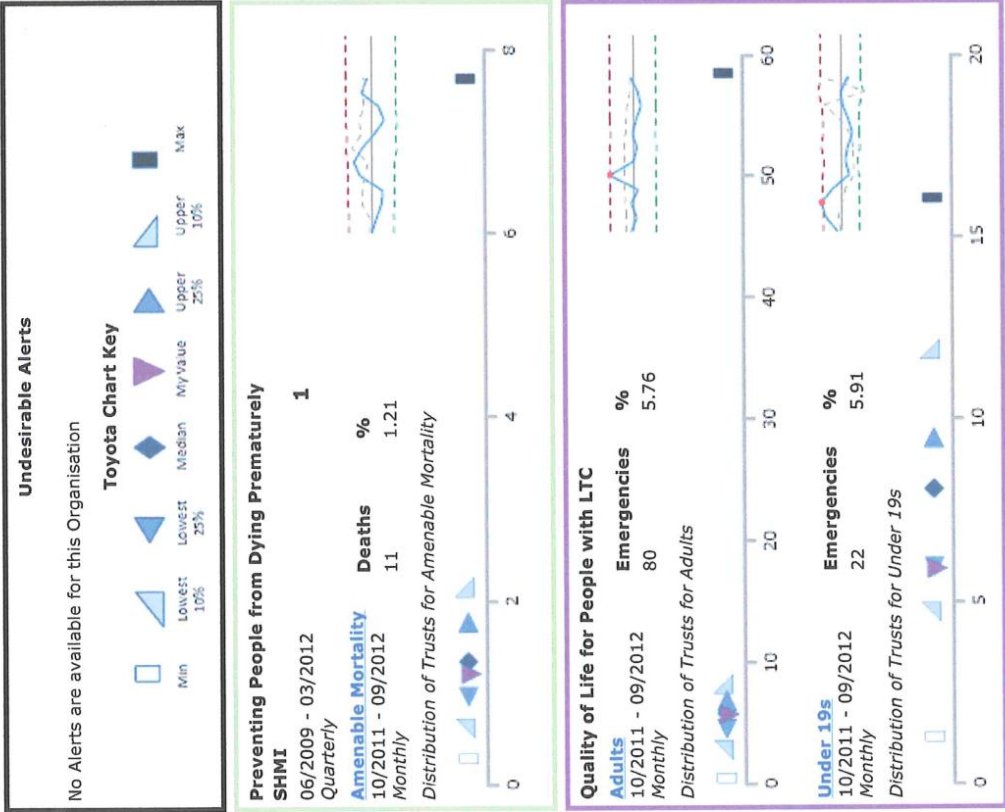 Undesirable Alerts
No Alerts are available for this Organisation
Toyota Chart Key
Min
Lowest 10%
Lowest 25%
Median
My Value
Upper 25%
Upper 10%
Max
Preventing People from Dying Prematurely
SHMI
06/2009 - 03/2012 1
Quarterly
Amenable Mortality Deaths %
10/2011 - 09/2012 11 1.21
Monthly
Distribution of Trusts for Amenable Mortality
0 2 4 6 8
Quality of Life for People with LTC
Adults Emergencies %
10/2011 - 09/2012 80 5.76
Monthly
Distribution of Trusts for Adults
0 10 20 30 40 50 60
Under 19s Emergencies %
10/2011 - 09/2012 22 5.91
Monthly
Distribution of Trusts for Under 19s
0 5 10 15 20